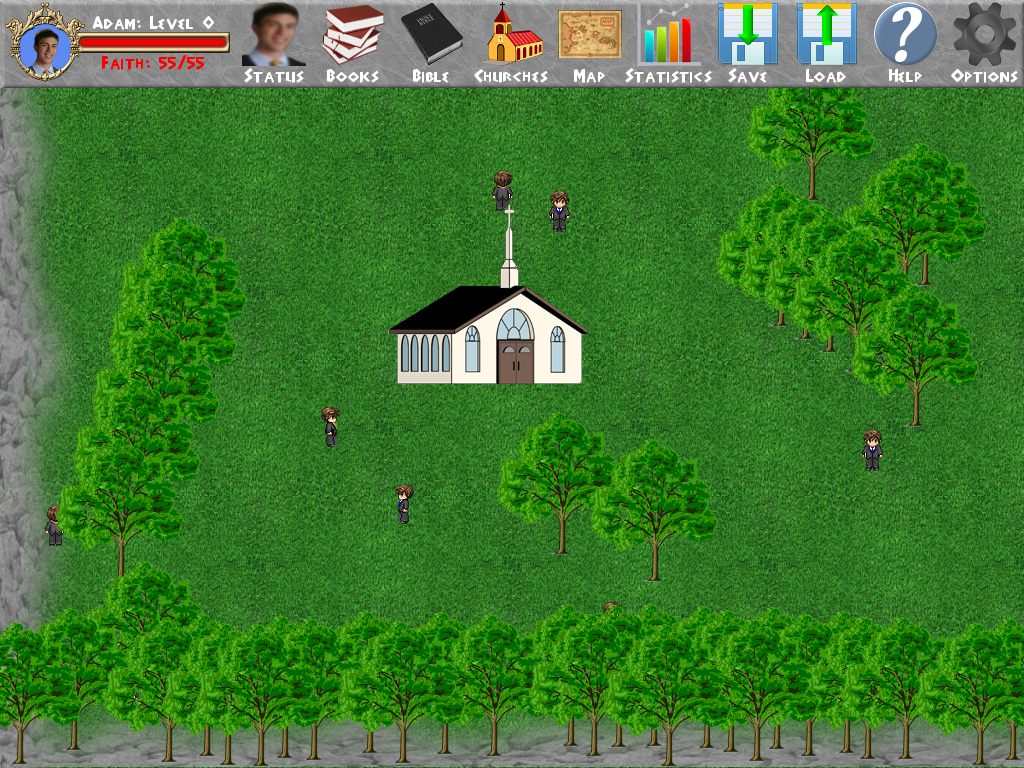 Adam: Level 0
Faith: 55/55
Status
Books
Bible
Churches
Map
Statistics
Save
Load
Help
Options